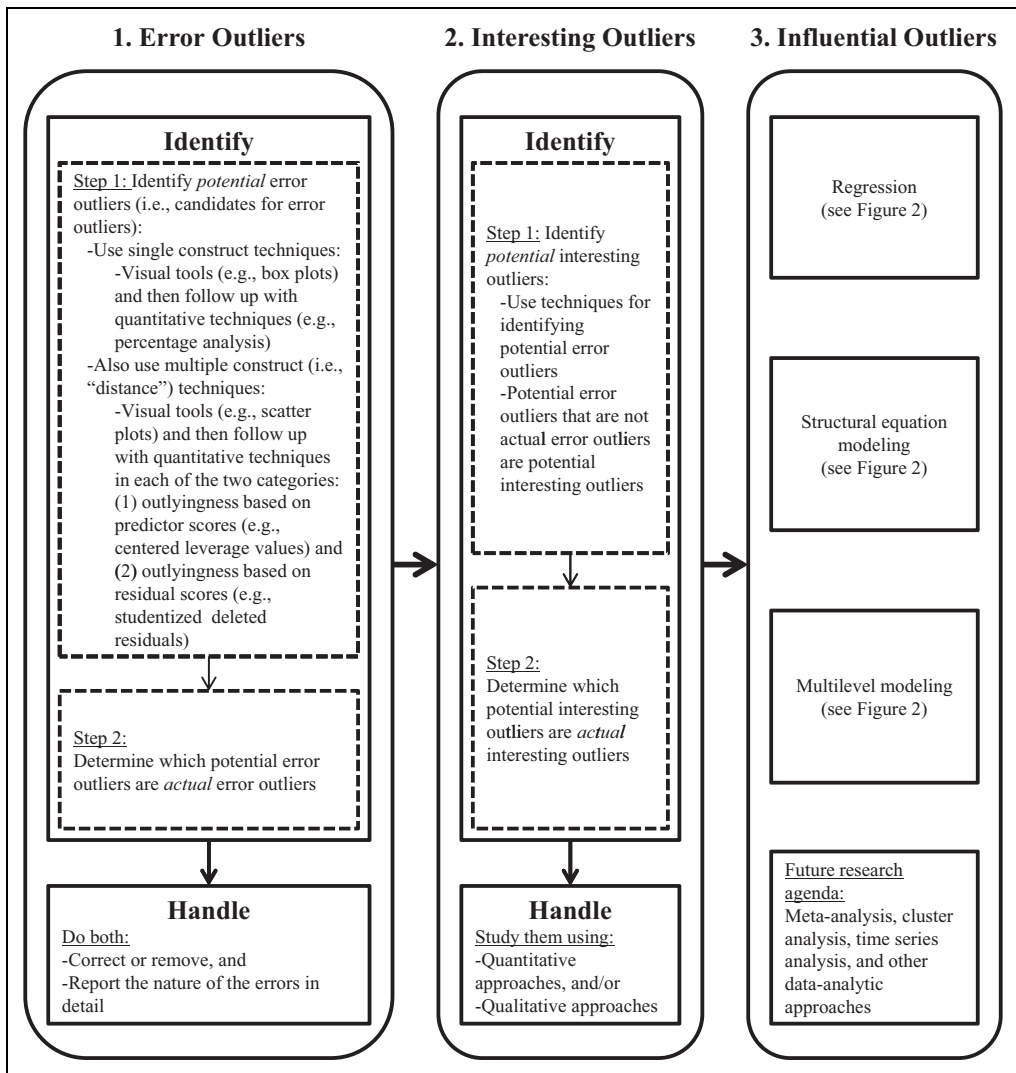 1. Error Outliers
Identify
Step 1: Identify potential error
outliers (i.e., candidates for error
outliers):
-Use single construct techniques:
-Visual tools (e.g., box plots)
and then follow up with
quantitative techniques (e.g.,
percentage analysis)
-Also use multiple construct (i.e.,
“distance”) techniques:
-Visual tools (e.g., scatter
plots) and then follow up
with quantitative techniques
in each of the two categories:
(1) outlyingness based on
predictor scores (e.g.,
centered leverage values) and
(2) outlyingness based on
residual scores (e.g.,
studentized deleted
residuals)
Step 2:
Determine which potential error
outliers are actual error outliers
Handle
Do both:
-Correct or remove, and
-Report the nature of the errors in
detail
2. Interesting Outliers
Identify
Step 1: Identify
potential interesting
outliers:
-Use techniques for
identifying
potential error
outliers
-Potential error
outliers that are not
actual error outliers
are potential
interesting outliers
Step 2:
Determine which
potential interesting
outliers are actual
interesting outliers
Handle
Study them using:
-Quantitative
approaches, and/or
-Qualitative approaches
3. Influential Outliers
Regression
(see Figure 2)
Structural equation
modeling
(see Figure 2)
Multilevel modeling
(see Figure 2)
Future research
agenda:
Meta-analysis, cluster
analysis, time series
analysis, and other
data-analytic
approaches